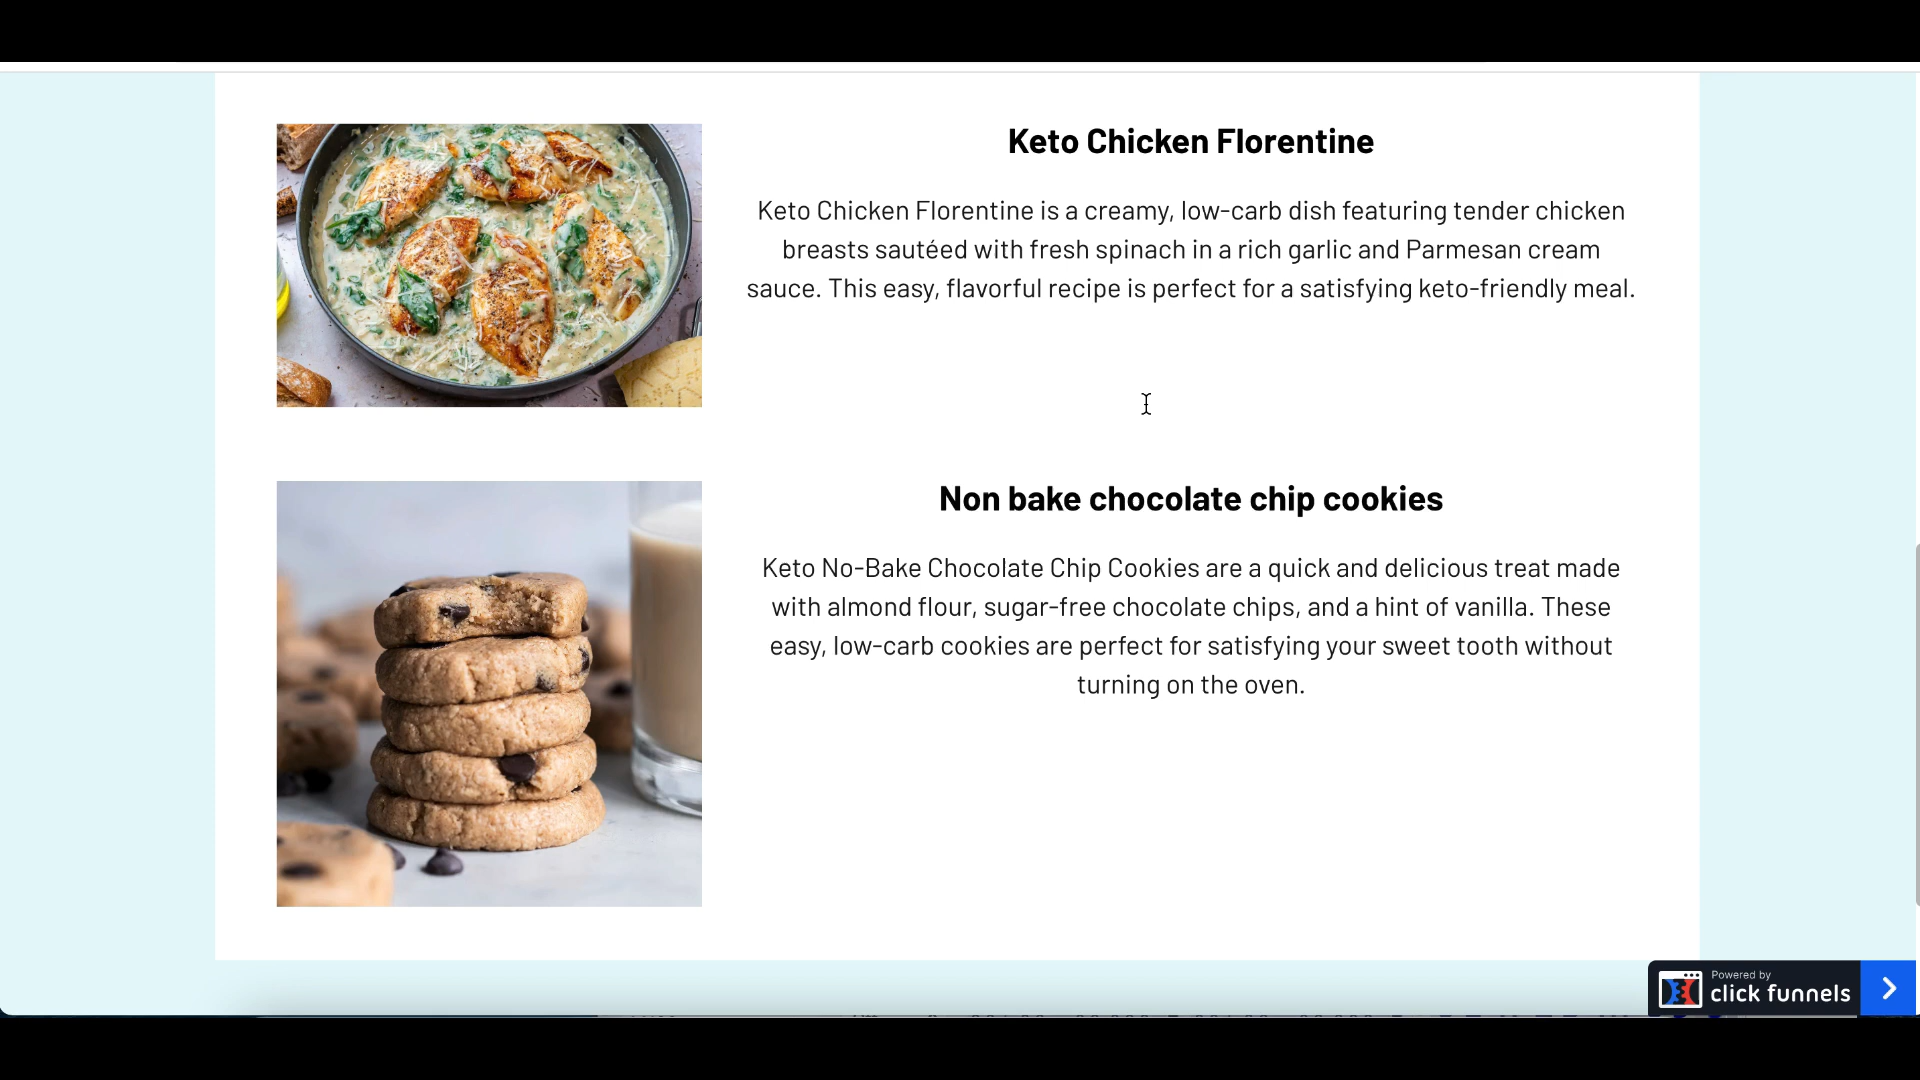 Keto Chicken Florentine
Keto Chicken Florentine is a creamy, low-carb dish featuring tender chicken
breasts sautéed with fresh spinach in a rich garlic and Parmesan cream
sauce. This easy, flavorful recipe is perfect for a satisfying keto-friendly meal.
Non bake chocolate chip cookies
Keto No-Bake Chocolate Chip Cookies are a quick and delicious treat made
with almond flour, sugar-free chocolate chips, and a hint of vanilla. These
easy, low-carb cookies are perfect for satisfying your sweet tooth without
turning on the oven.
Powered by
click funnels